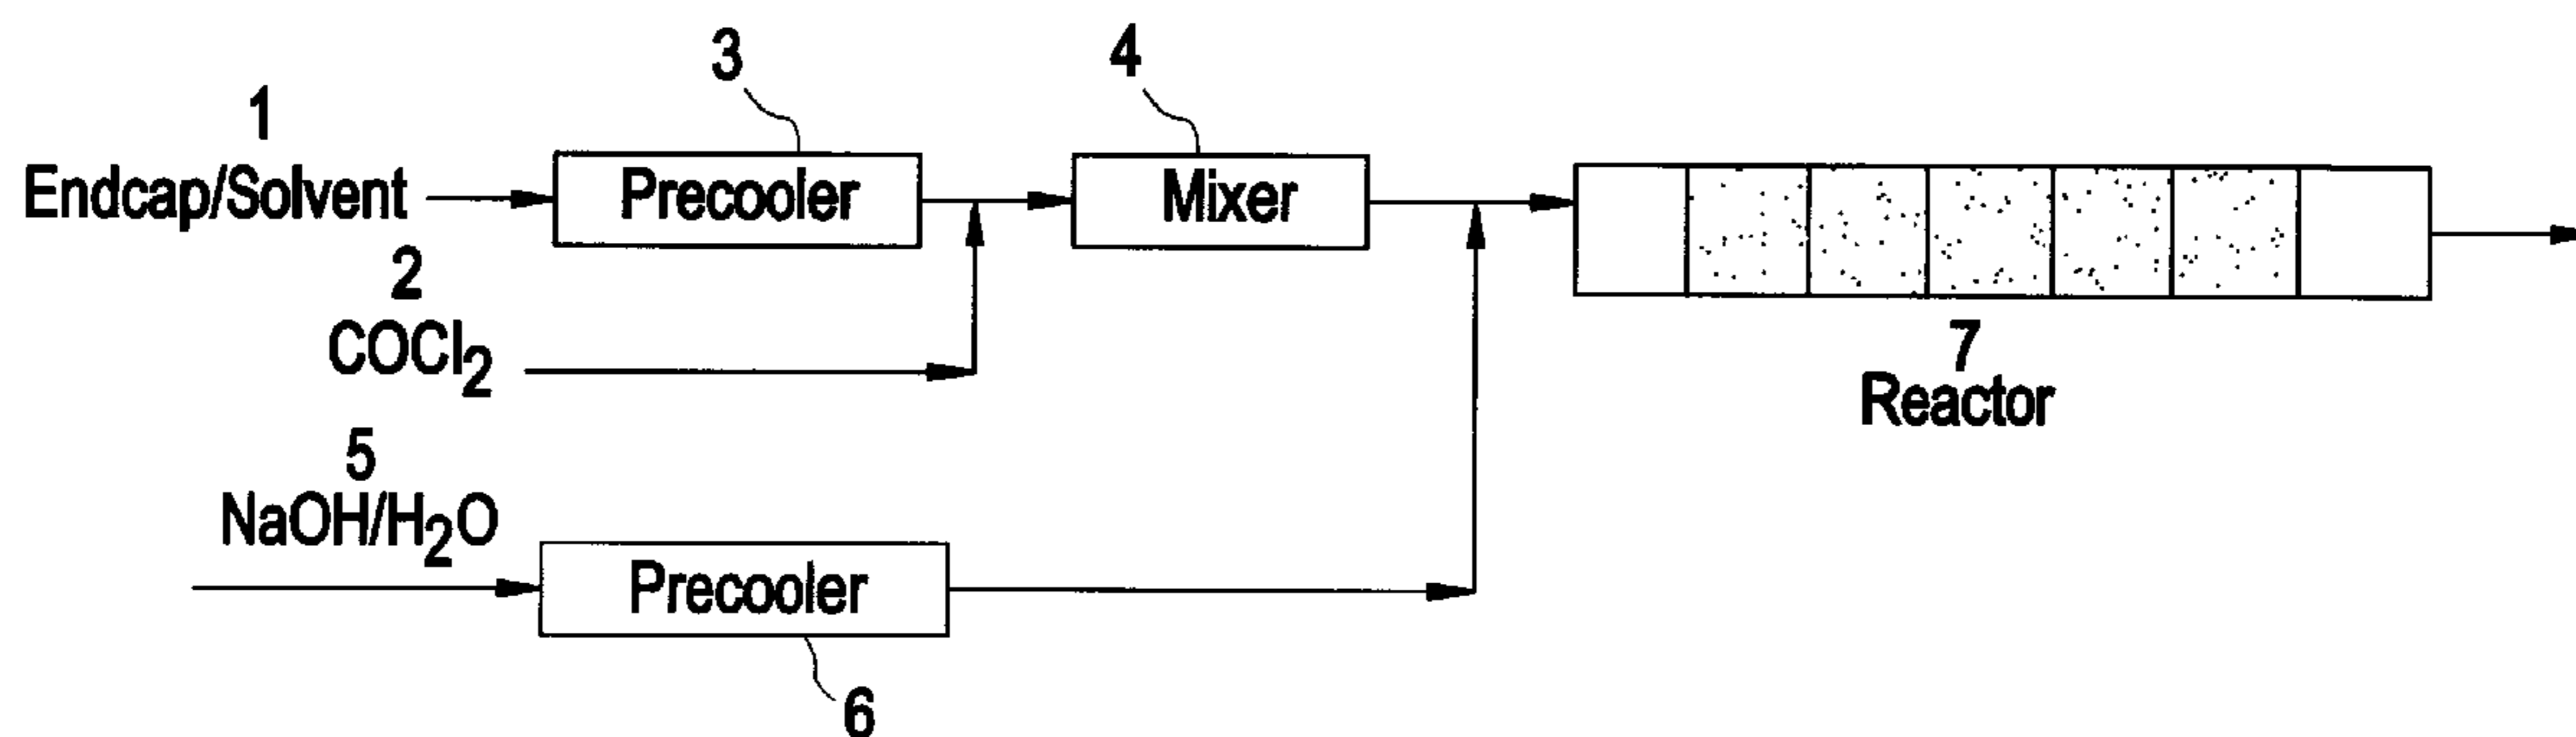 3
4
1
Endcap/Solvent
Precooler
Mixer
2
COCl2
7
Reactor
5
NaOH/H2O
Precooler
6